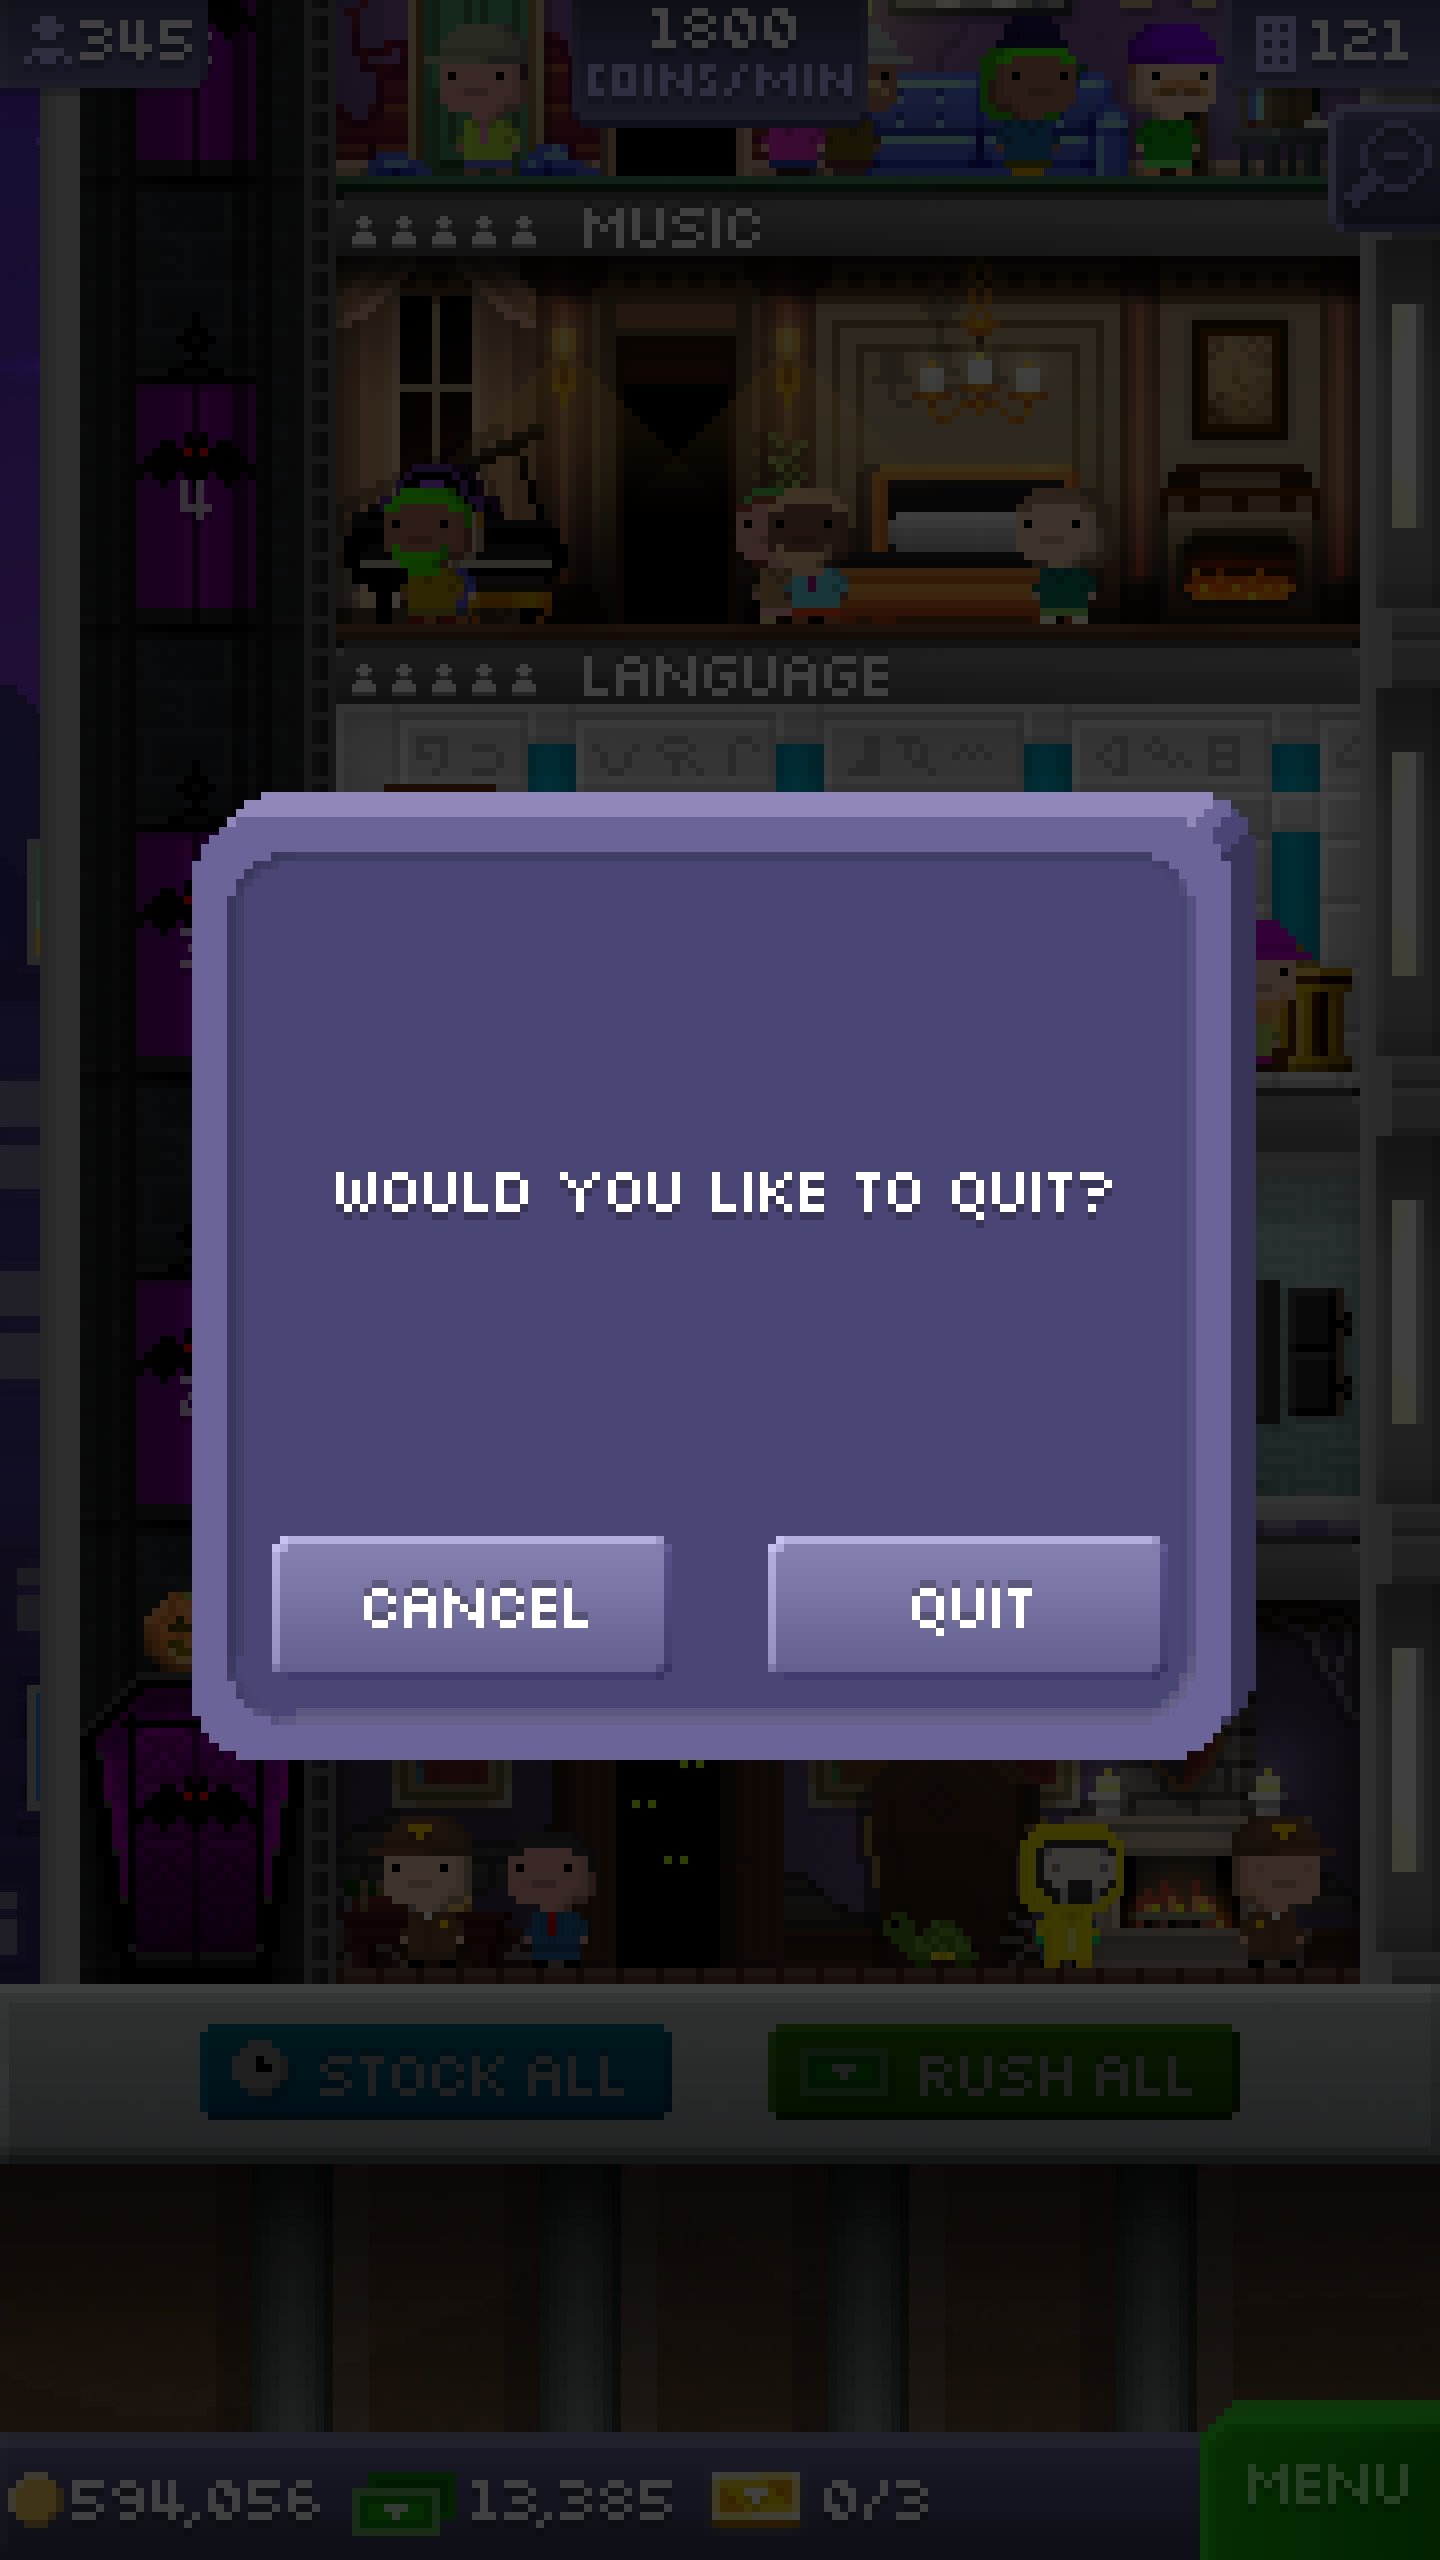 345
1800
COINS/MIN
121
MUSIC
4
LANGUAGE
WOULD YOU LIKE TO QUIT?
CANCEL
QUIT
STOCK ALL
RUSH ALL
594,056
13,385
0/3
MENU